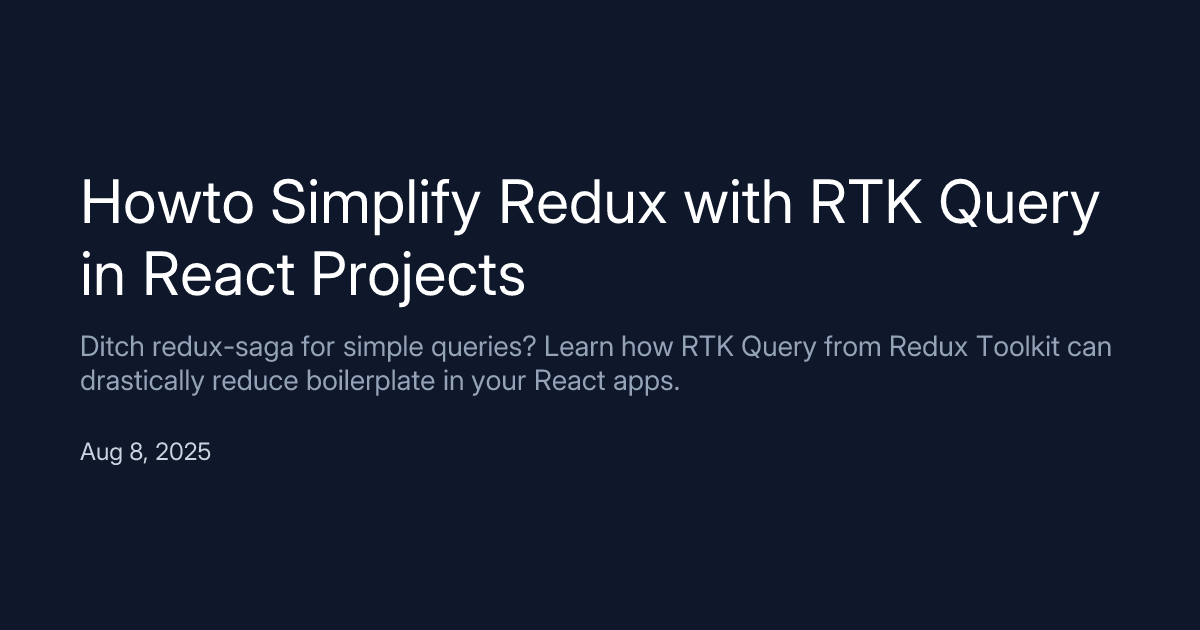 Howto Simplify Redux with RTK Query
in React Projects
Ditch redux-saga for simple queries? Learn how RTK Query from Redux Toolkit can
drastically reduce boilerplate in your React apps.
Aug 8, 2025